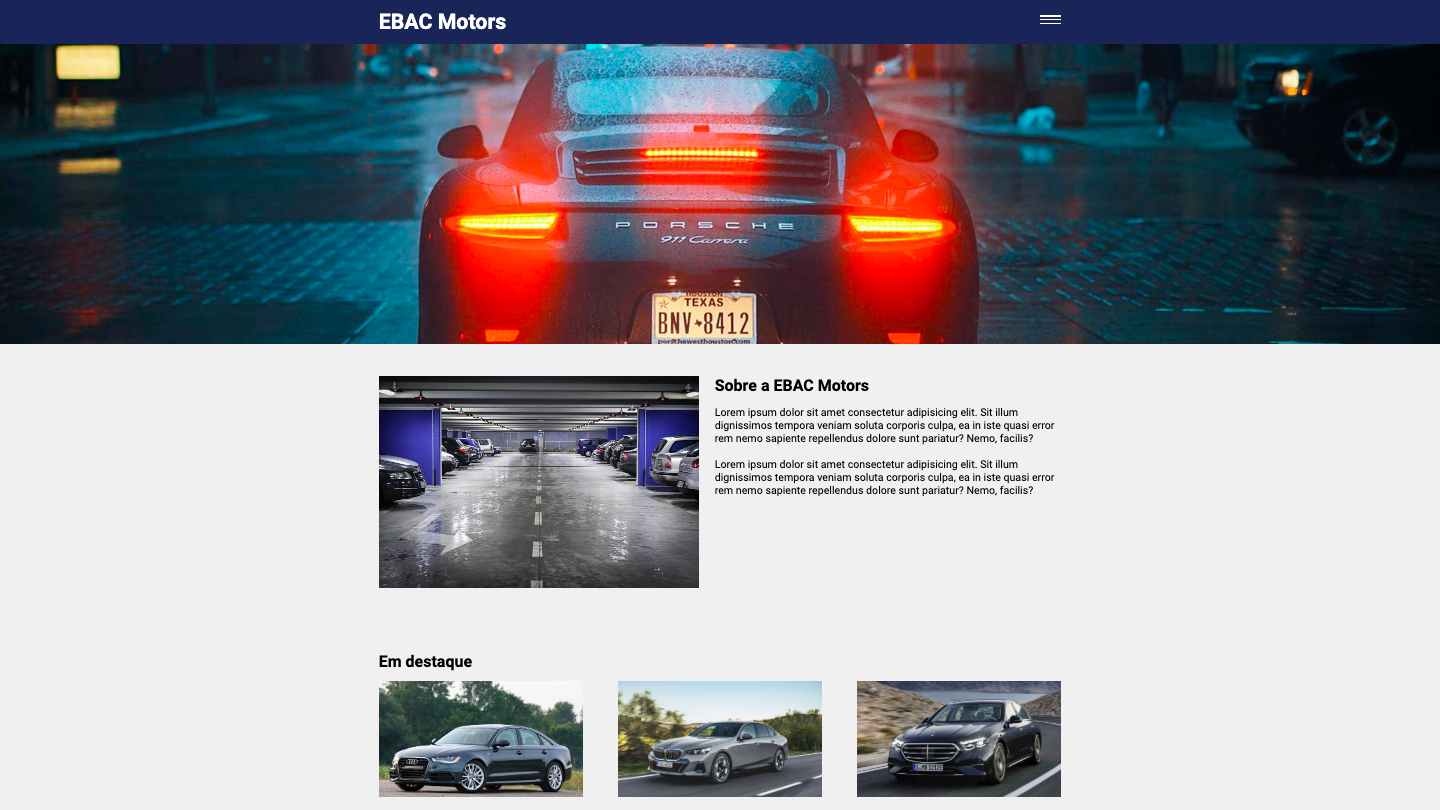 EBAC Motors
PORSCHE
911 Carrera
HOUSTON
TEXAS
BNV 8412
porschewesthouston.com
Sobre a EBAC Motors
Lorem ipsum dolor sit amet consectetur adipisicing elit. Sit illum
dignissimos tempora veniam soluta corporis culpa, ea in iste quasi error
rem nemo sapiente repellendus dolore sunt pariatur? Nemo, facilis?
Lorem ipsum dolor sit amet consectetur adipisicing elit. Sit illum
dignissimos tempora veniam soluta corporis culpa, ea in iste quasi error
rem nemo sapiente repellendus dolore sunt pariatur? Nemo, facilis?
Em destaque